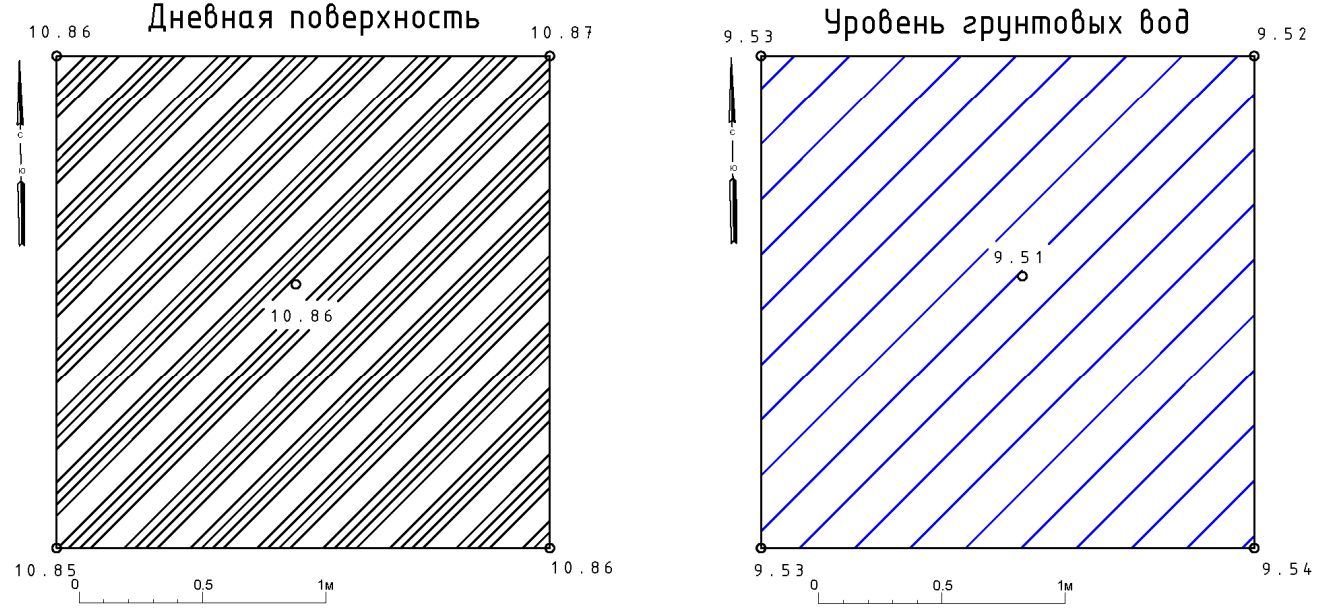 Дневная поверхность
10.86
10.87
С
Ю
10.86
10.85
10.86
0 0.5 1м
Уровень грунтовых вод
9.53
9.52
С
Ю
9.51
9.53
9.54
0 0.5 1м